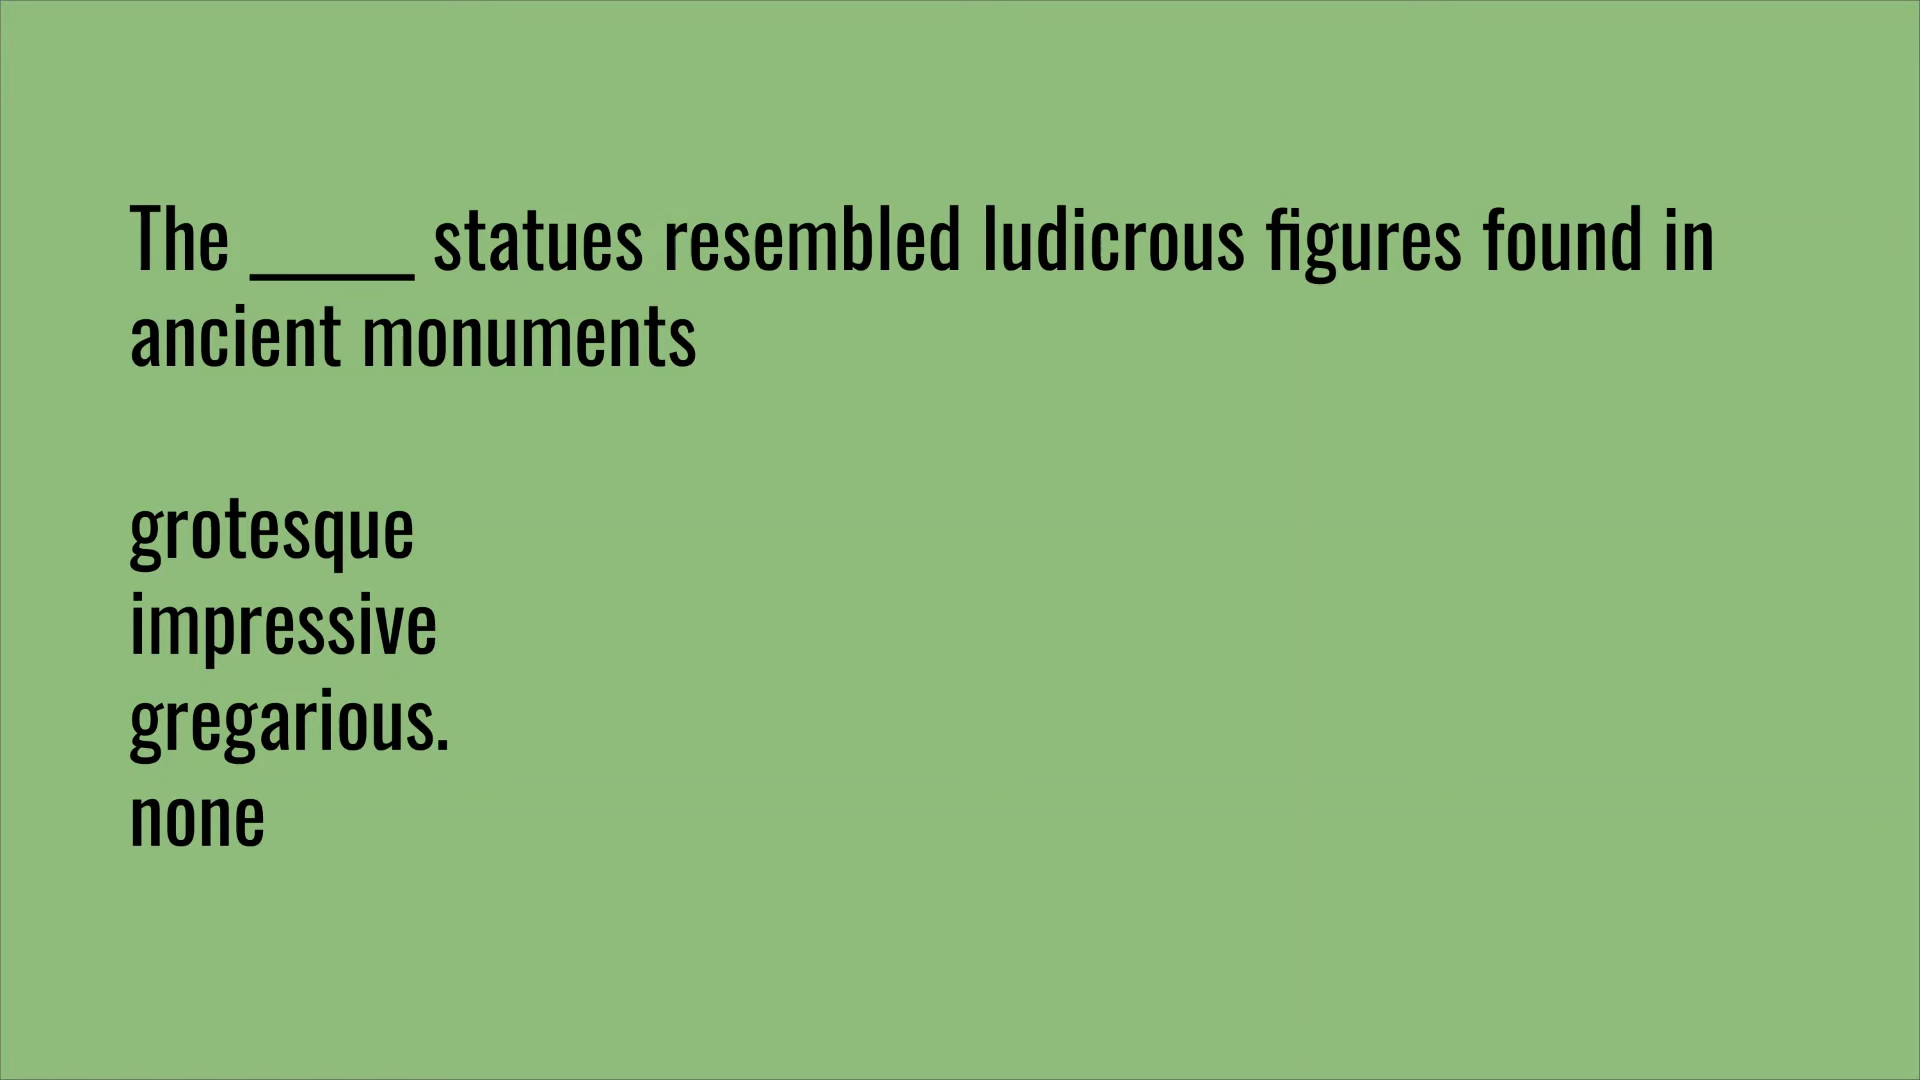 The _____ statues resembled ludicrous figures found in
ancient monuments
grotesque
impressive
gregarious.
none